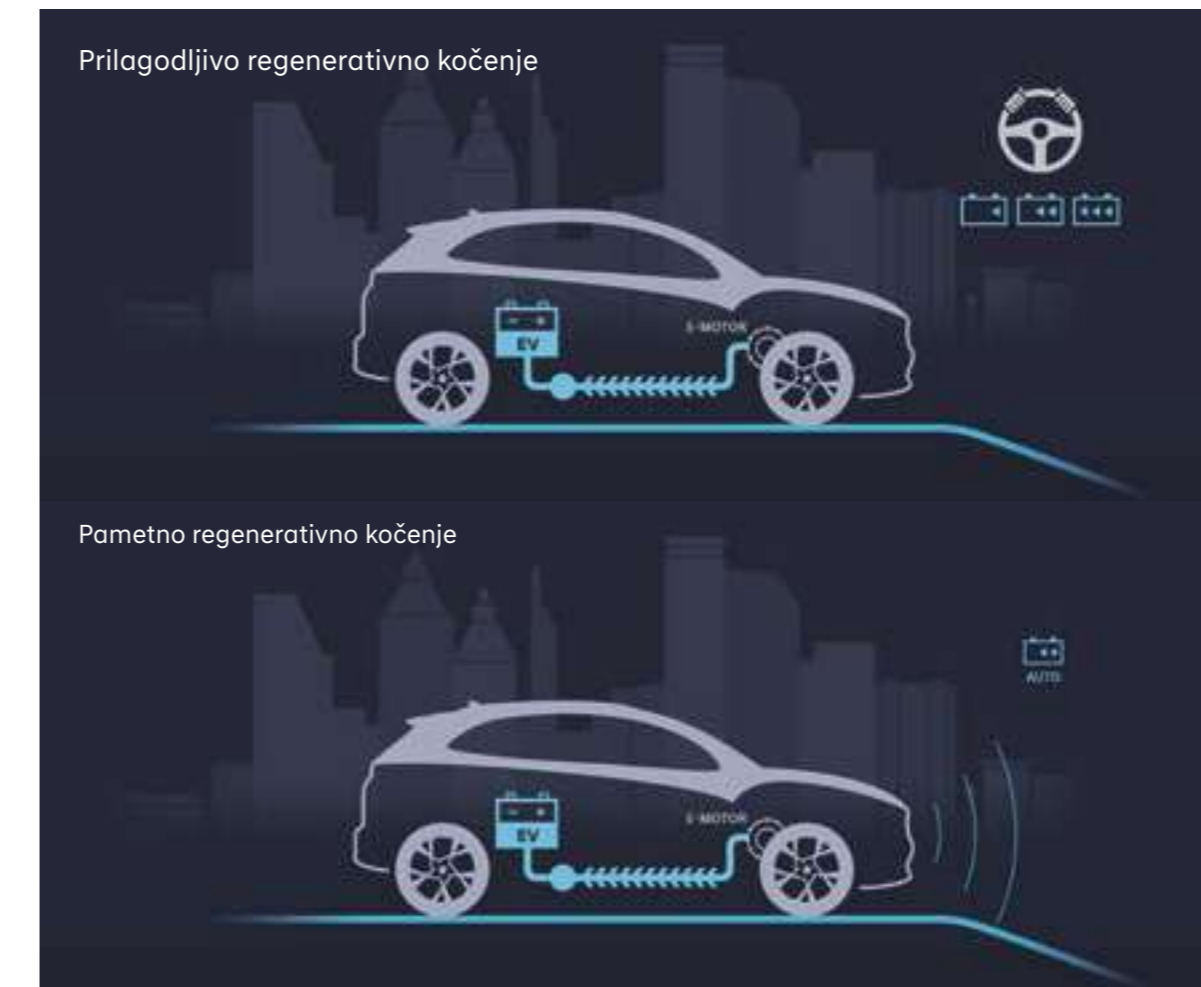 Prilagodljivo regenerativno kočenje
E-MOTOR
EV
Pametno regenerativno kočenje
AUTO
E-MOTOR
EV